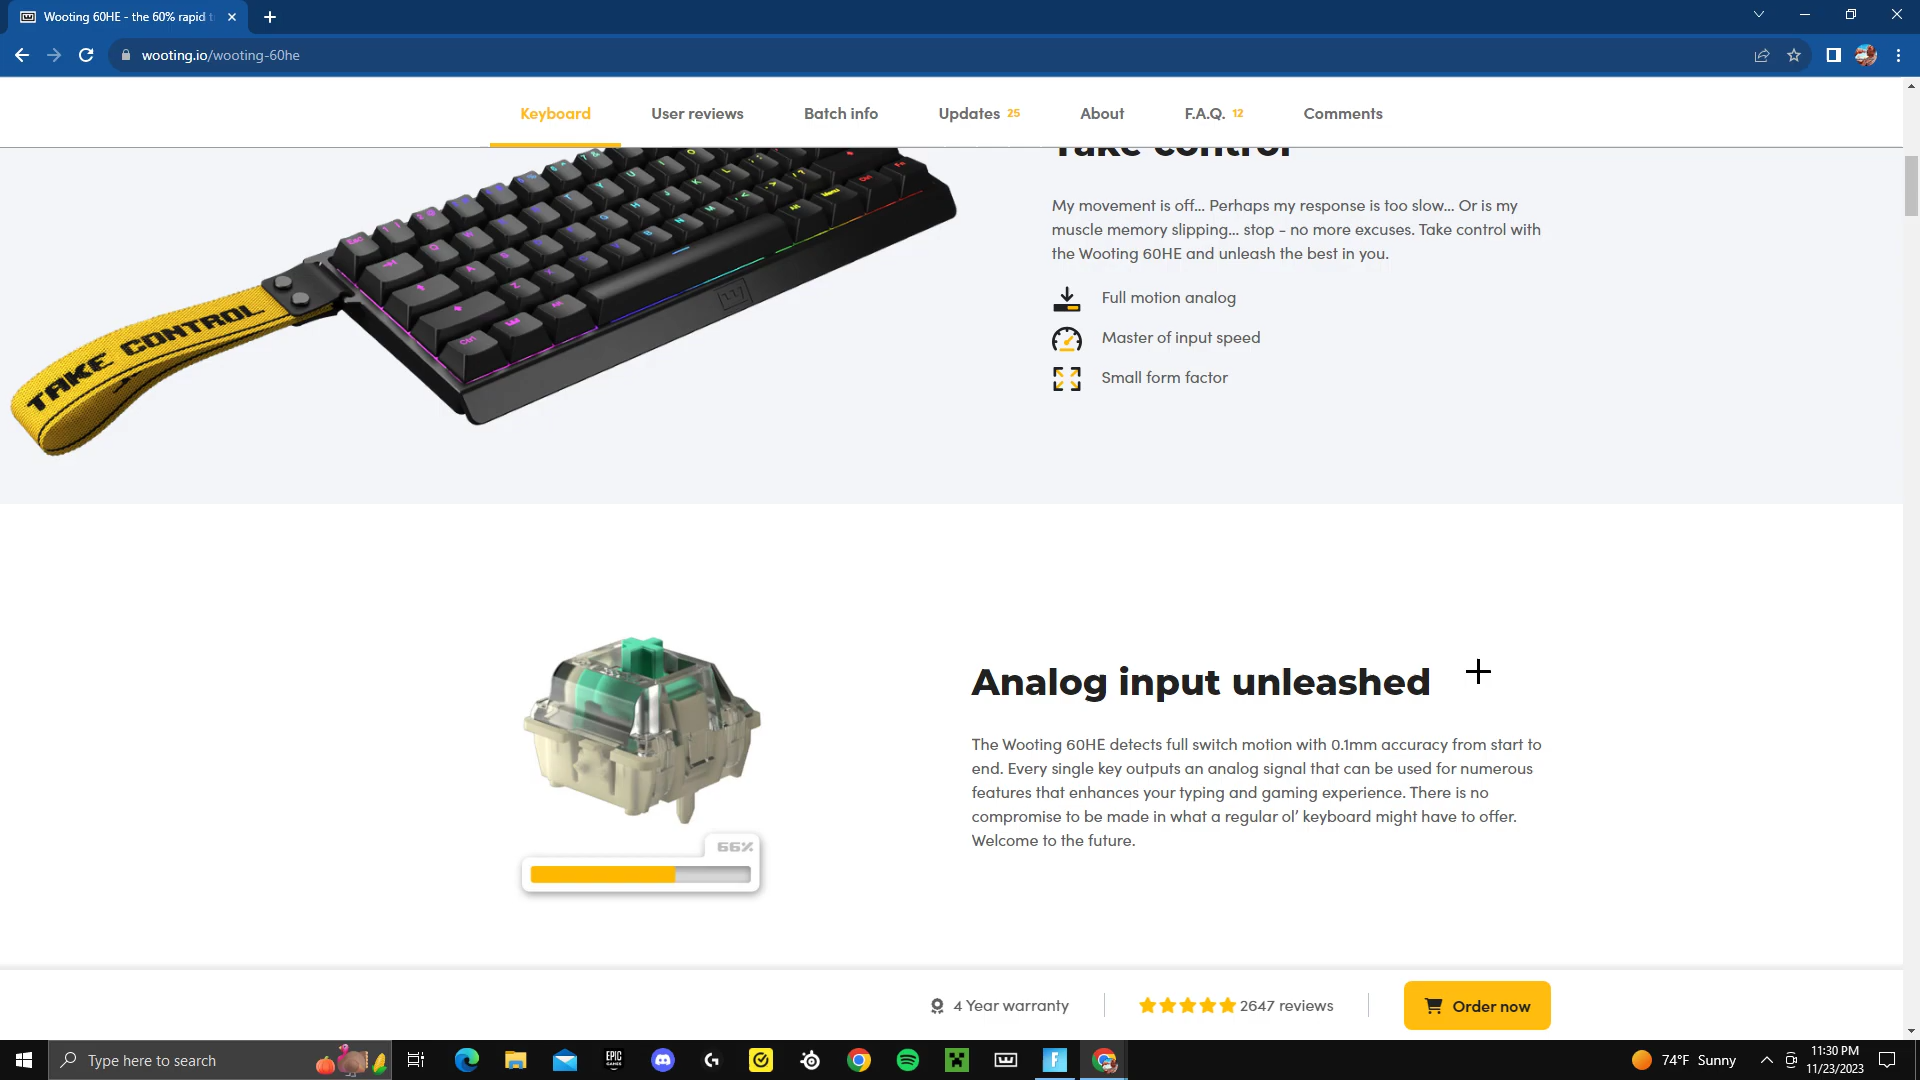 Wooting 60HE - the 60% rapid t
wooting.io/wooting-60he
Keyboard
User reviews
Batch info
Updates 25
About
F.A.Q. 12
Comments
Take control
My movement is off... Perhaps my response is too slow... Or is my
muscle memory slipping... stop - no more excuses. Take control with
the Wooting 60HE and unleash the best in you.
Full motion analog
Master of input speed
Small form factor
TAKE CONTROL
Analog input unleashed
The Wooting 60HE detects full switch motion with 0.1mm accuracy from start to
end. Every single key outputs an analog signal that can be used for numerous
features that enhances your typing and gaming experience. There is no
compromise to be made in what a regular ol’ keyboard might have to offer.
Welcome to the future.
66%
4 Year warranty
2647 reviews
Order now
Type here to search
EPIC
GAMES
74°F Sunny
11:30 PM
11/23/2023